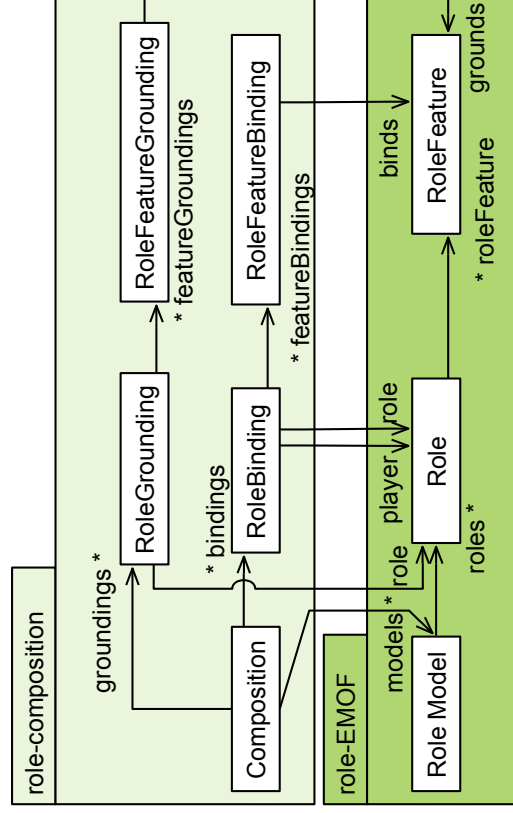 role-composition
groundings *
RoleGrounding
* featureGroundings
RoleFeatureGrounding
Composition
* bindings
RoleBinding
* featureBindings
RoleFeatureBinding
role-EMOF
models *
role
player
role
binds
grounds
Role Model
roles *
Role
* roleFeature
RoleFeature